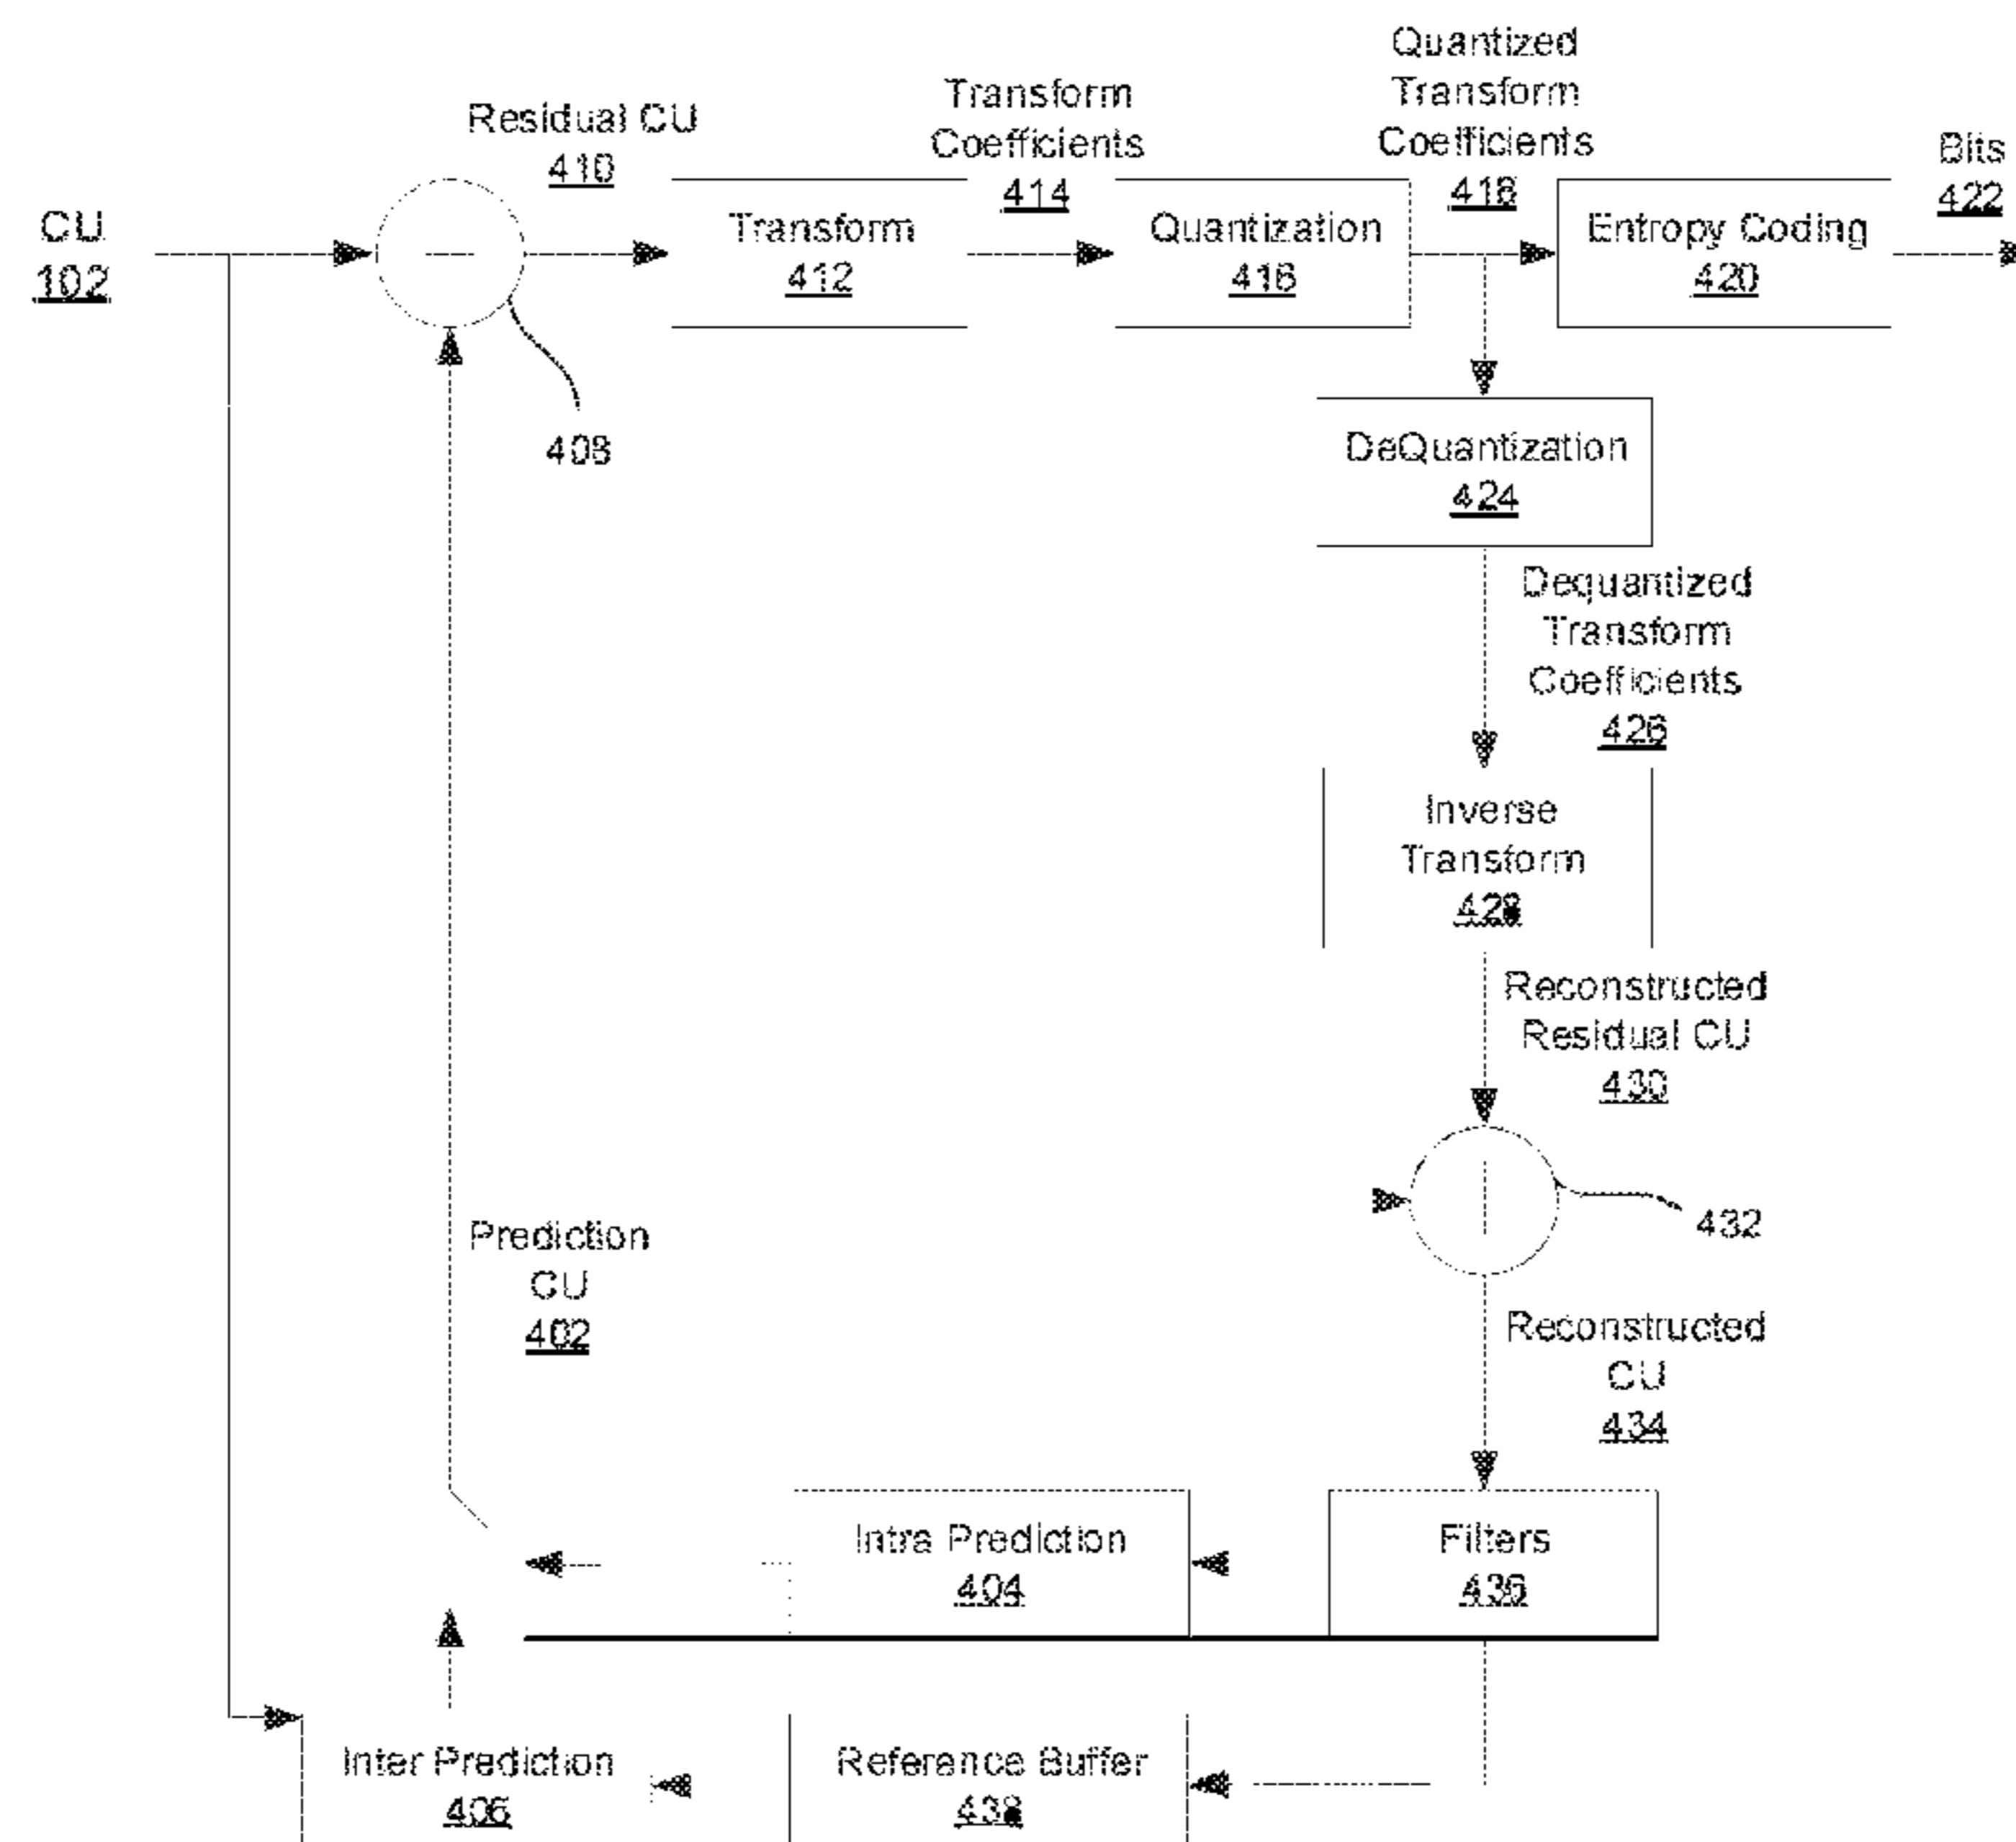 Residual CU
410
Transform
Coefficients
414
Quantized
Transform
Coefficients
418
Bits
422
CU
102
Transform
412
Quantization
416
Entropy Coding
420
408
DeQuantization
424
Dequantized
Transform
Coefficients
426
Inverse
Transform
428
Reconstructed
Residual CU
430
432
Prediction
CU
402
Reconstructed
CU
434
Intra Prediction
404
Filters
436
Inter Prediction
406
Reference Buffer
438